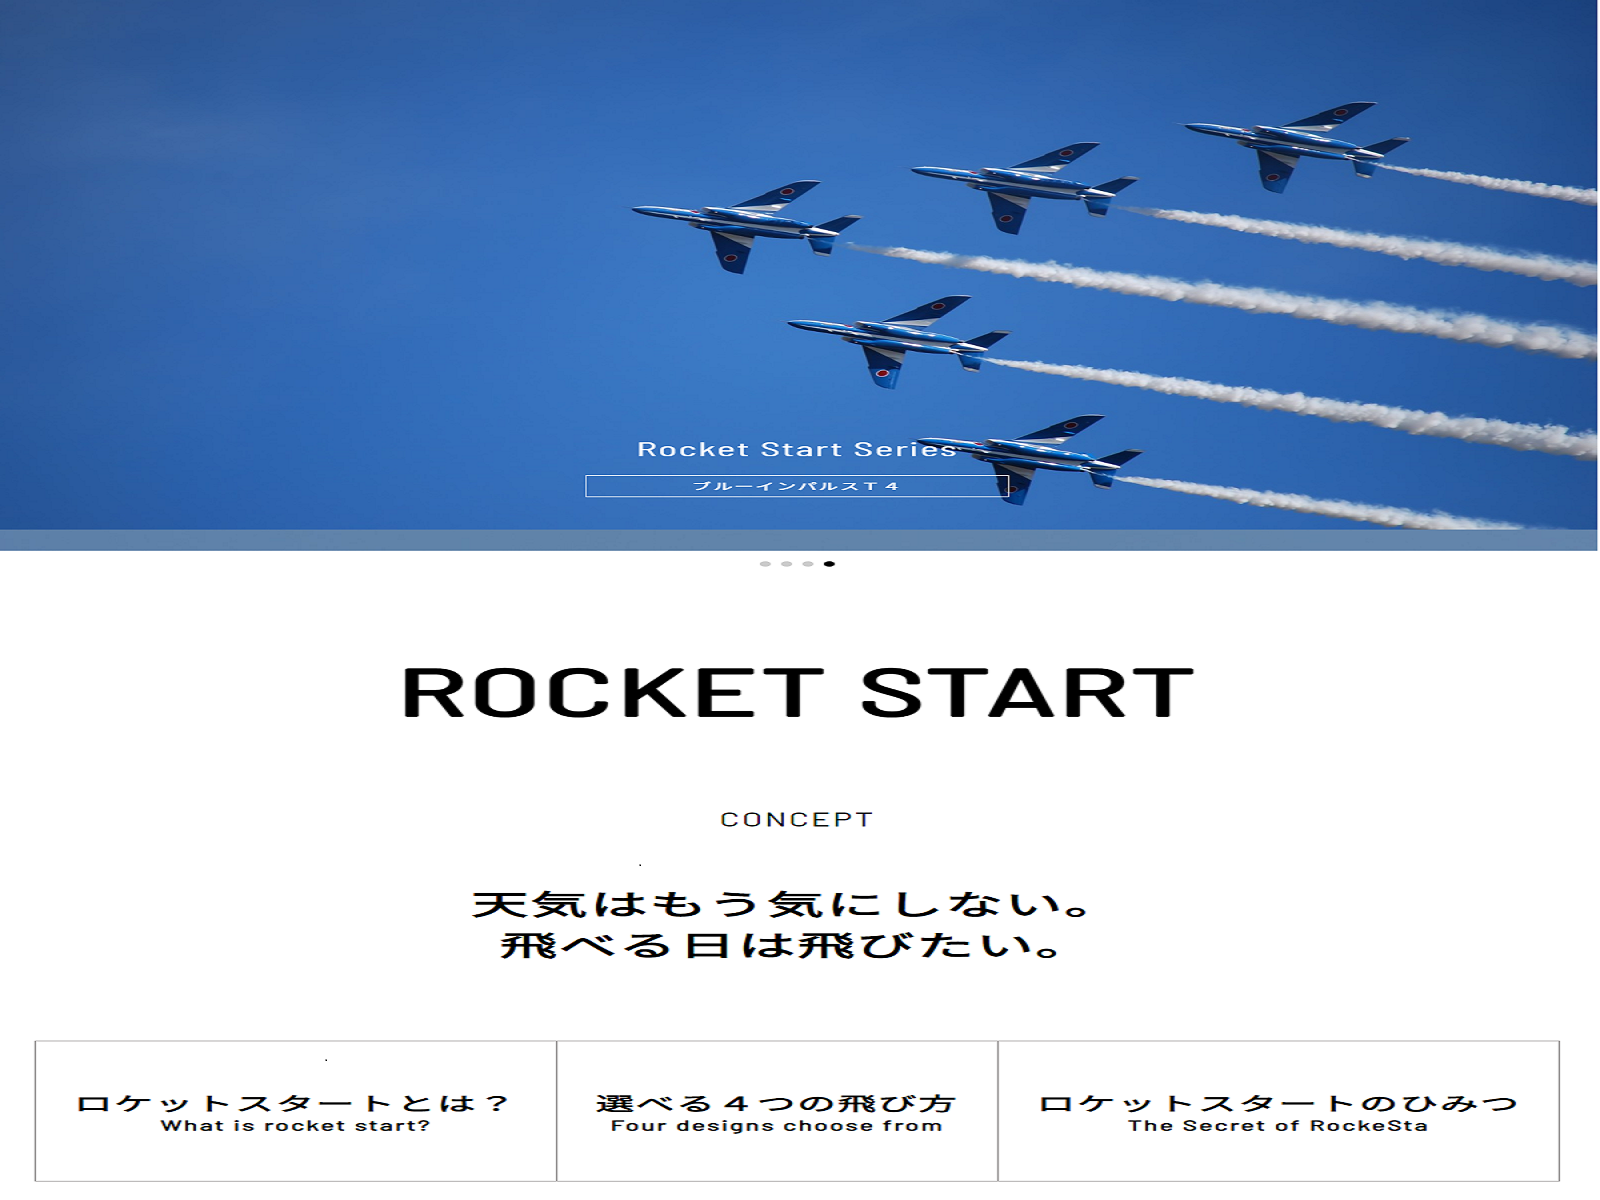 Rocket Start Series
ブルーインパルスT４
ROCKET START
CONCEPT
天気はもう気にしない。
飛べる日は飛びたい。
ロケットスタートとは？
What is rocket start?
選べる４つの飛び方
Four designs choose from
ロケットスタートのひみつ
The Secret of RockeSta